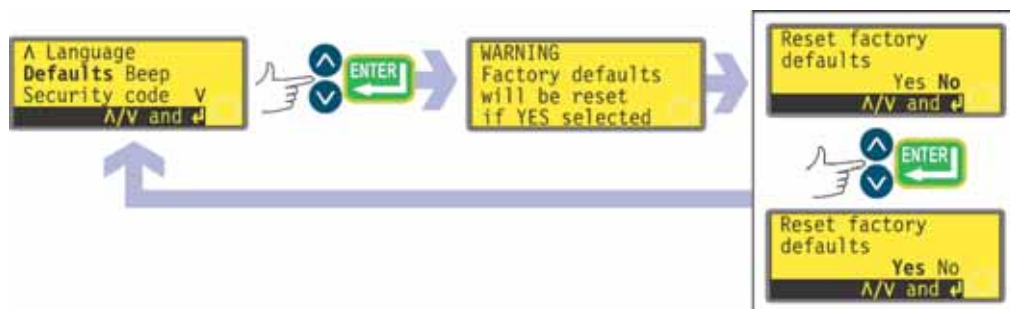 Λ Language
Defaults Beep
Security code V
Λ/V and ↵
ENTER
WARNING
Factory defaults
will be reset
if YES selected
Reset factory
defaults
Yes No
Λ/V and ↵
ENTER
Reset factory
defaults
Yes No
Λ/V and ↵